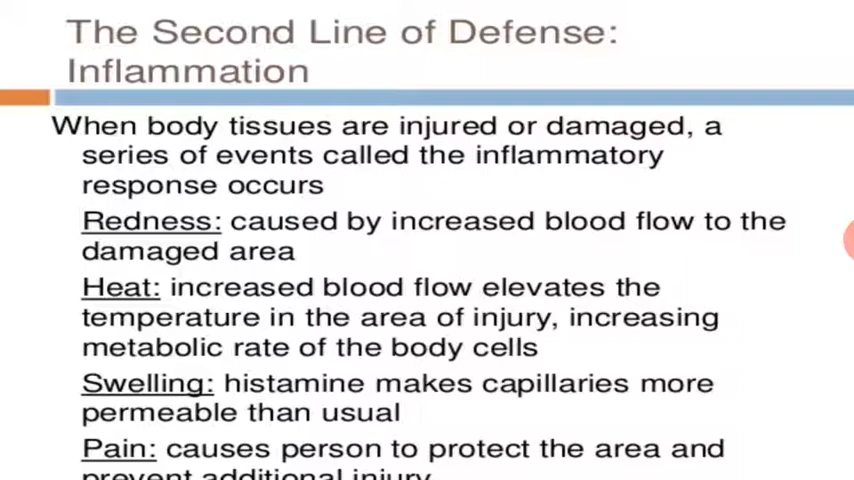 The Second Line of Defense:
Inflammation
When body tissues are injured or damaged, a
series of events called the inflammatory
response occurs
Redness: caused by increased blood flow to the
damaged area
Heat: increased blood flow elevates the
temperature in the area of injury, increasing
metabolic rate of the body cells
Swelling: histamine makes capillaries more
permeable than usual
Pain: causes person to protect the area and
prevent additional injury